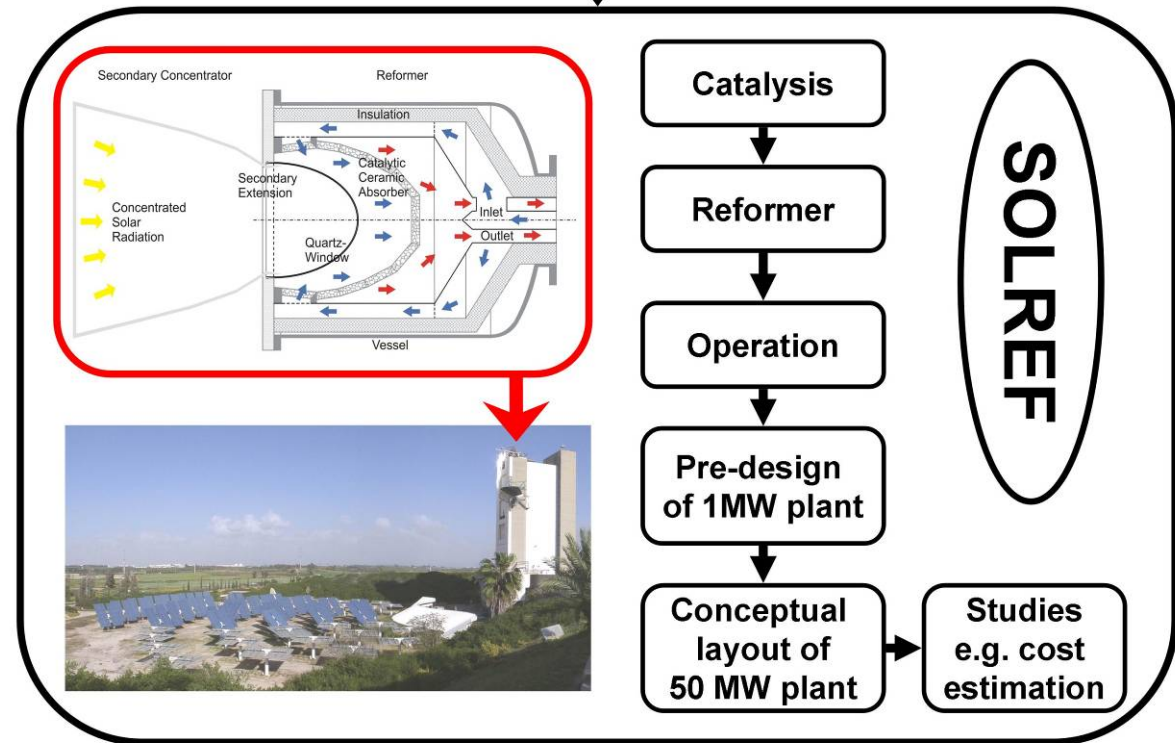 Secondary Concentrator
Reformer
Insulation
Secondary
Extension
Catalytic
Ceramic
Absorber
Concentrated
Solar
Radiation
Inlet
Outlet
Quartz-
Window
Vessel
Catalysis
Reformer
Operation
Pre-design
of 1MW plant
Conceptual
layout of
50 MW plant
Studies
e.g. cost
estimation
SOLREF